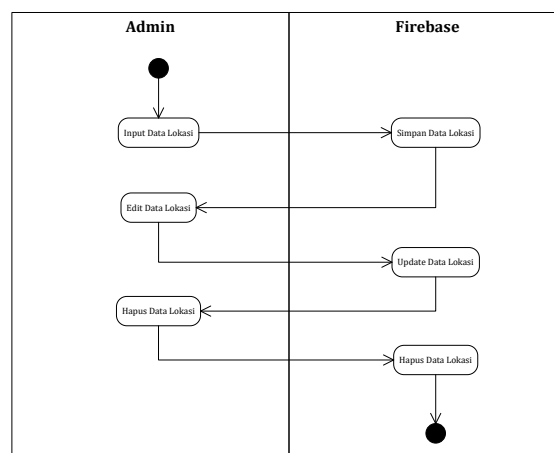 Admin
Firebase
Input Data Lokasi
Simpan Data Lokasi
Edit Data Lokasi
Update Data Lokasi
Hapus Data Lokasi
Hapus Data Lokasi